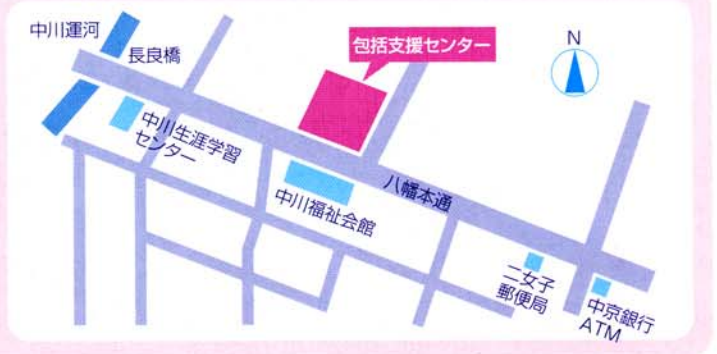 中川運河
長良橋
包括支援センター
N
中川生涯学習
センター
中川福祉会館
八幡本通
二女子
郵便局
中京銀行
ATM